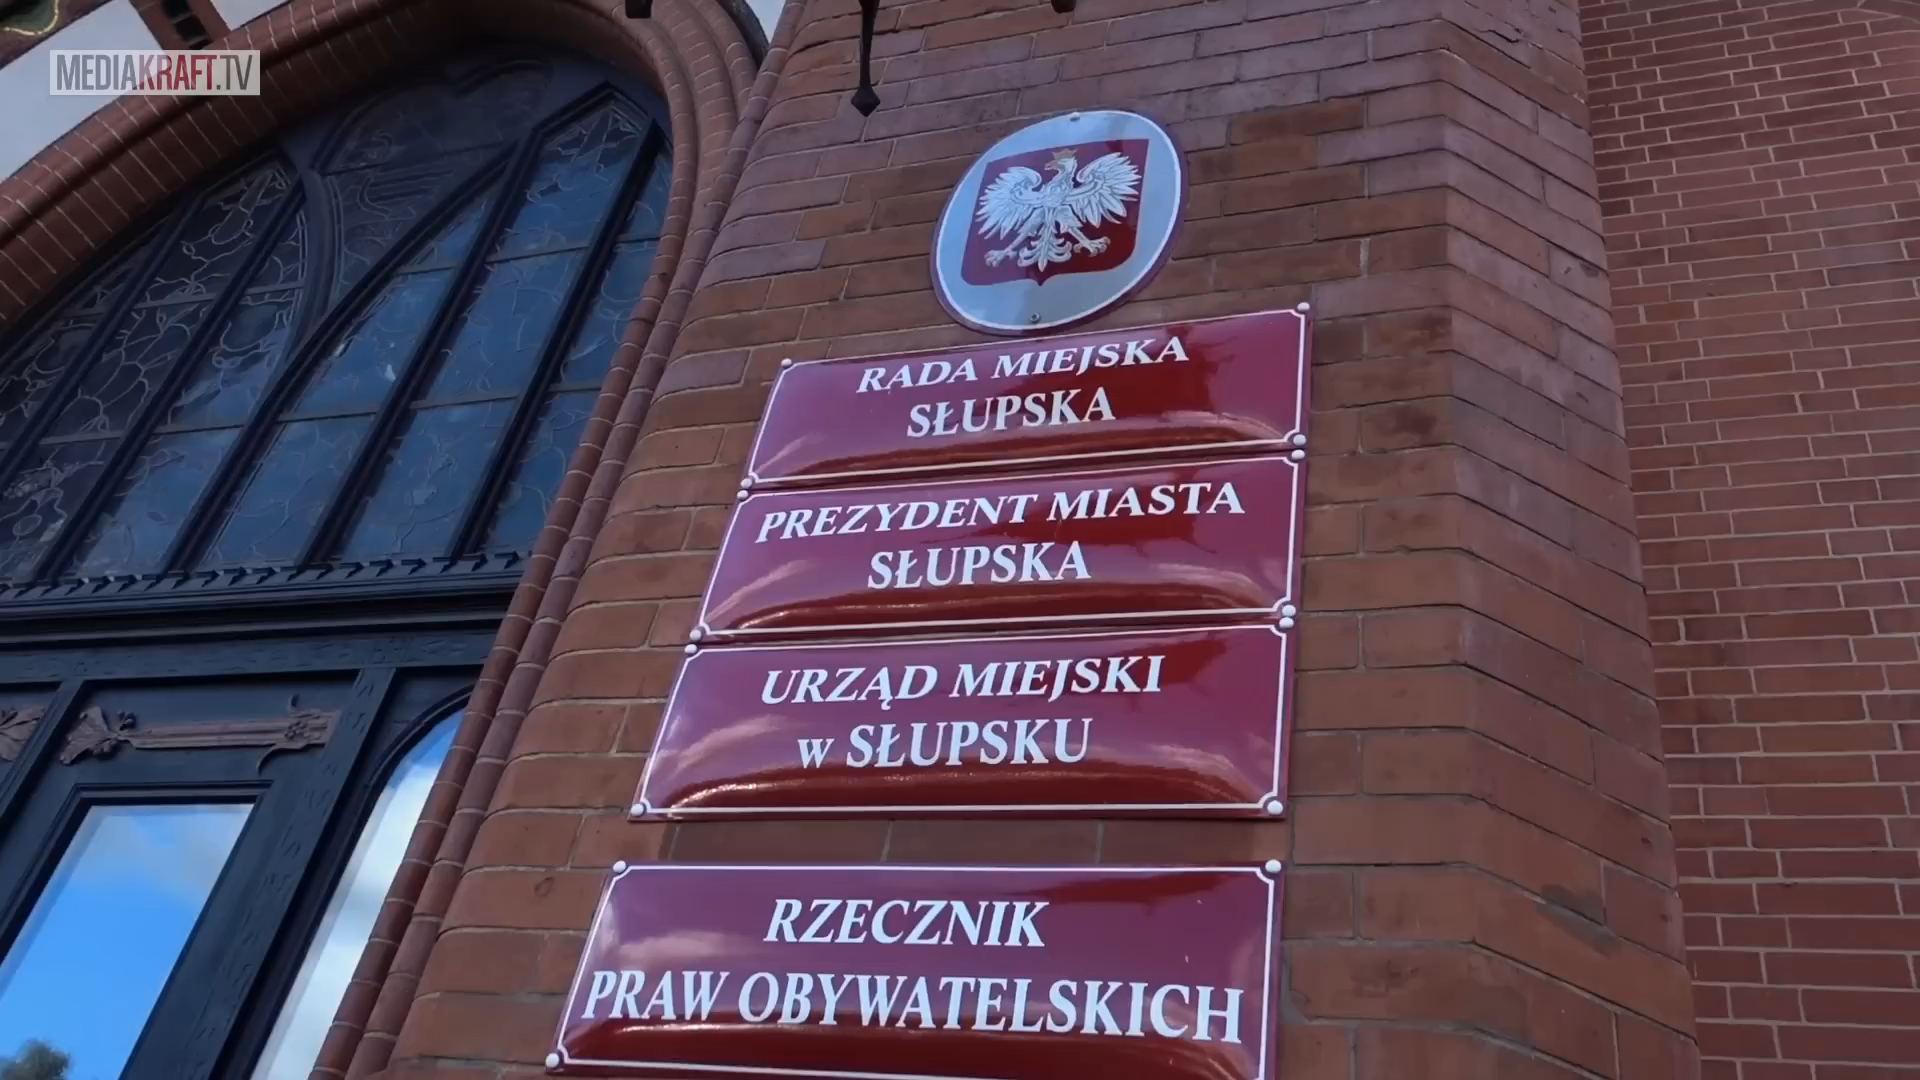 MEDIAKRAFT.TV
RADA MIEJSKA
SŁUPSKA
PREZYDENT MIASTA
SŁUPSKA
URZĄD MIEJSKI
w SŁUPSKU
RZECZNIK
PRAW OBYWATELSKICH